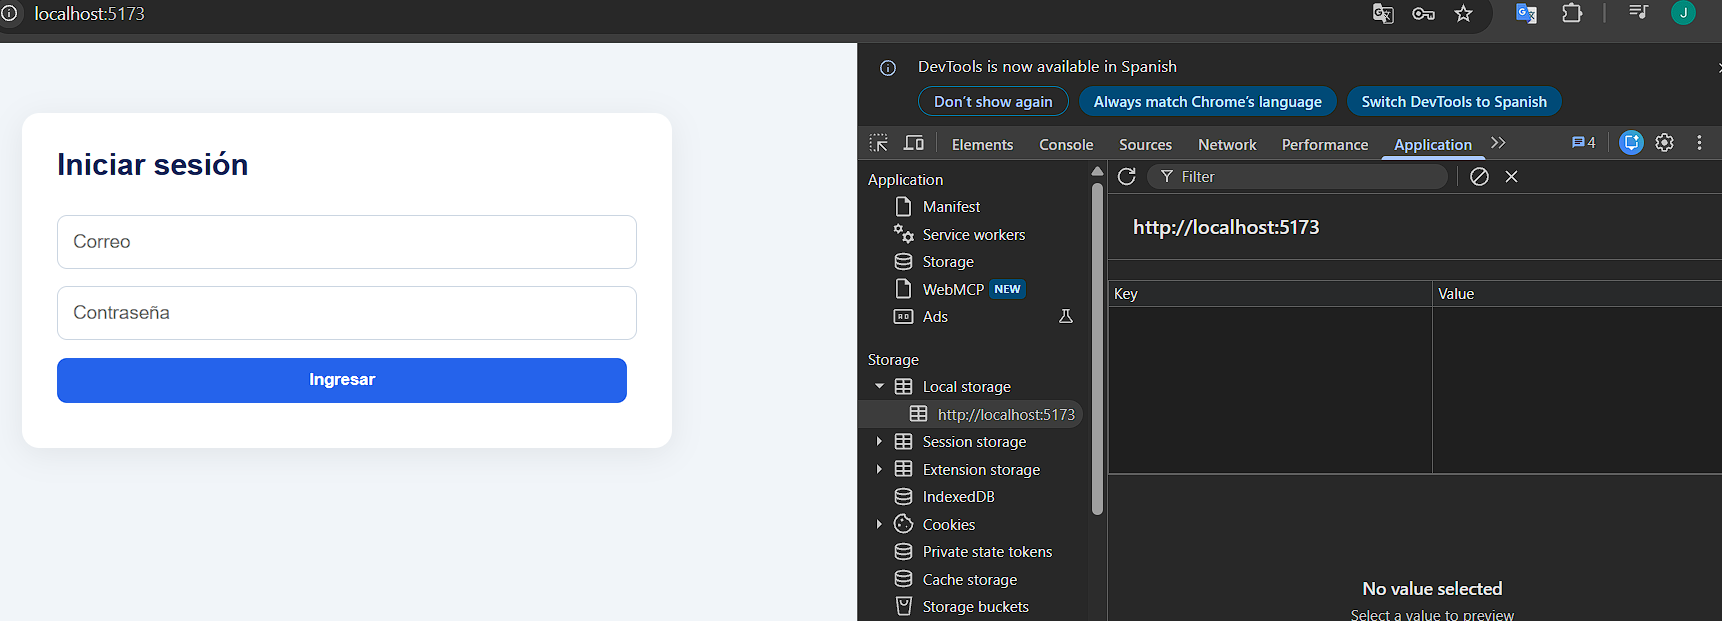 localhost:5173
J
Iniciar sesión
Correo
Contraseña
Ingresar
DevTools is now available in Spanish
Don't show again
Always match Chrome's language
Switch DevTools to Spanish
Elements
Console
Sources
Network
Performance
Application
4
Application
Manifest
Service workers
Storage
WebMCP NEW
Ads
Storage
Local storage
http://localhost:5173
Session storage
Extension storage
IndexedDB
Cookies
Private state tokens
Cache storage
Storage buckets
Filter
http://localhost:5173
Key
Value
No value selected
Select a value to preview